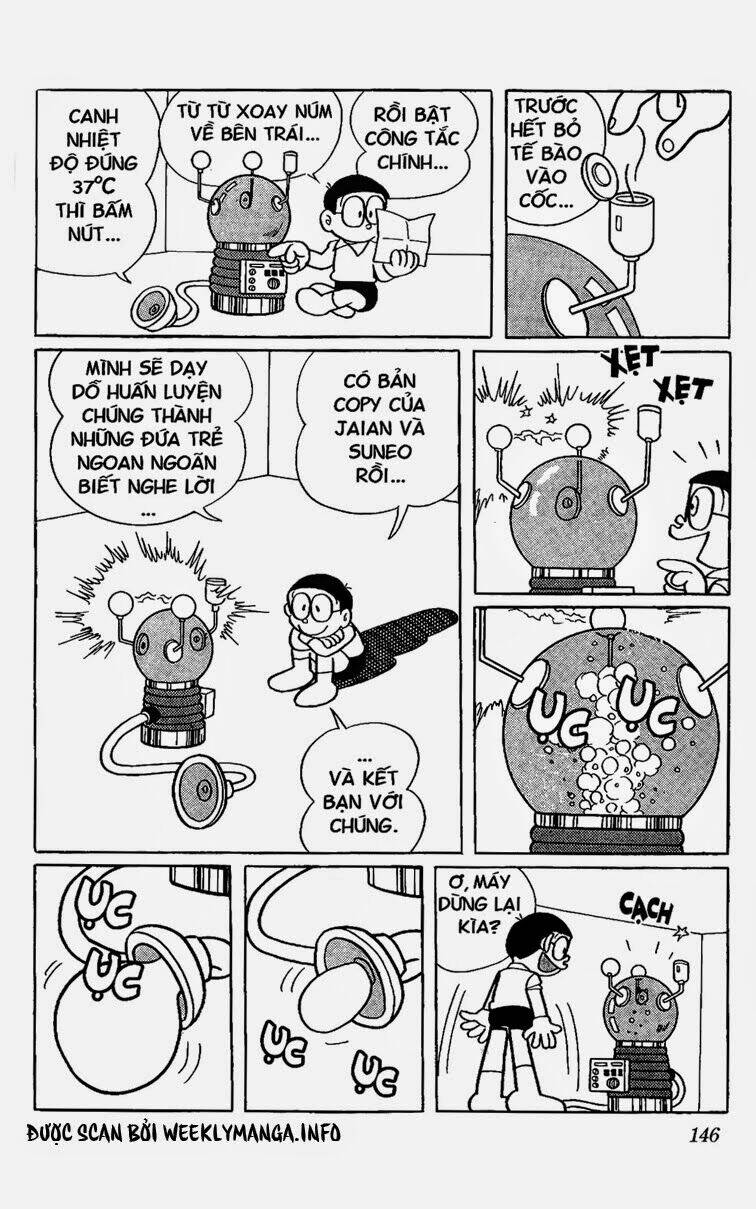 TRƯỚC
HẾT BỎ
TẾ BÀO
VÀO
CỐC...
RỒI BẬT
CÔNG TẮC
CHÍNH...
TỪ TỪ XOAY NÚM
VỀ BÊN TRÁI...
CANH
NHIỆT
ĐỘ ĐÚNG
37°C
THÌ BẤM
NÚT...
XẸT
XẸT
ỤC
ỤC
CÓ BẢN
COPY CỦA
JAIAN VÀ
SUNEO
RỒI...
MÌNH SẼ DẠY
DỖ HUẤN LUYỆN
CHÚNG THÀNH
NHỮNG ĐỨA TRẺ
NGOAN NGOÃN
BIẾT NGHE LỜI
...
...
VÀ KẾT
BẠN VỚI
CHÚNG.
CẠCH
Ơ, MÁY
DỪNG LẠI
KÌA?
ỤC
ỤC
ỤC
ỤC
ĐƯỢC SCAN BỞI WEEKLYMANGA.INFO
146